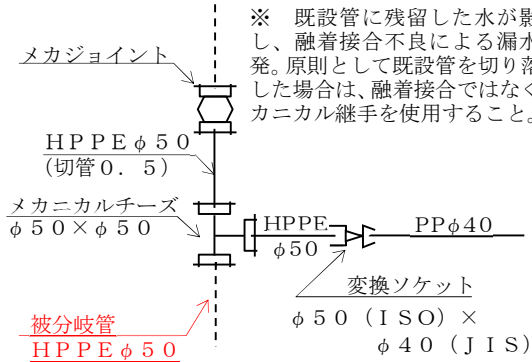 ※ 既設管に残留した水が影
し、融着接合不良による漏水
発。原則として既設管を切り落
した場合は、融着接合ではなく
カニカル継手を使用すること。
メカジョイント
ＨＰＰＥφ５０
(切管０．５)
メカニカルチーズ
φ５０×φ５０
HPPE
φ50
PPφ40
変換ソケット
φ５０（ＩＳＯ）×
φ４０（ＪＩＳ）
被分岐管
ＨＰＰＥφ５０